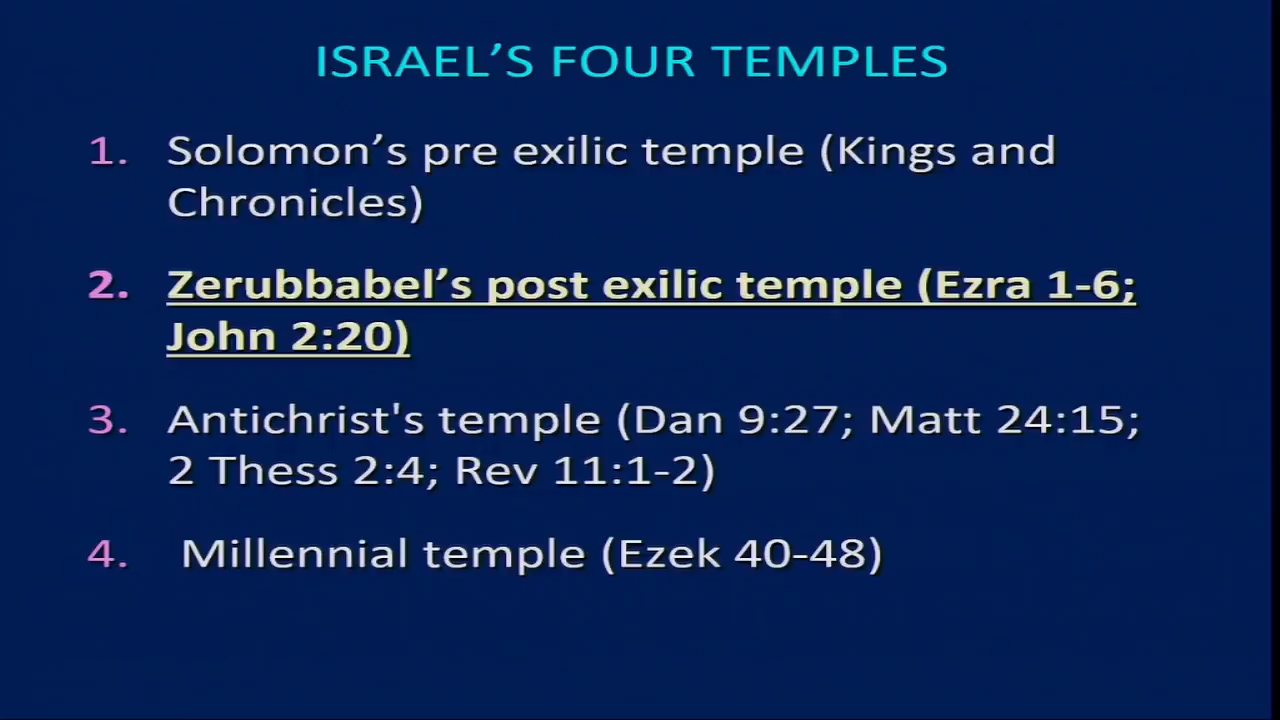 ISRAEL’S FOUR TEMPLES
1. Solomon’s pre exilic temple (Kings and
Chronicles)
2. Zerubbabel’s post exilic temple (Ezra 1-6;
John 2:20)
3. Antichrist's temple (Dan 9:27; Matt 24:15;
2 Thess 2:4; Rev 11:1-2)
4. Millennial temple (Ezek 40-48)